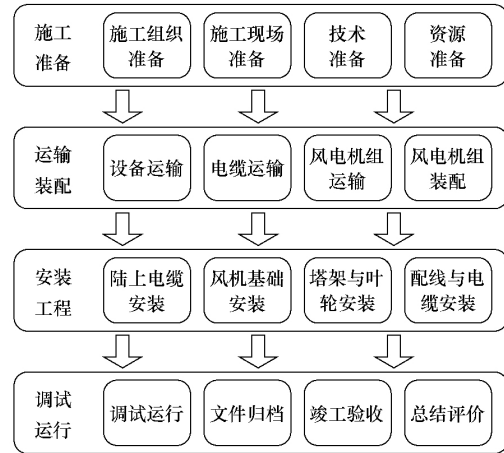 施工
准备
施工组织
准备
施工现场
准备
技术
准备
资源
准备
运输
装配
设备运输
电缆运输
风电机组
运输
风电机组
装配
安装
工程
陆上电缆
安装
风机基础
安装
塔架与叶
轮安装
配线与电
缆安装
调试
运行
调试运行
文件归档
竣工验收
总结评价